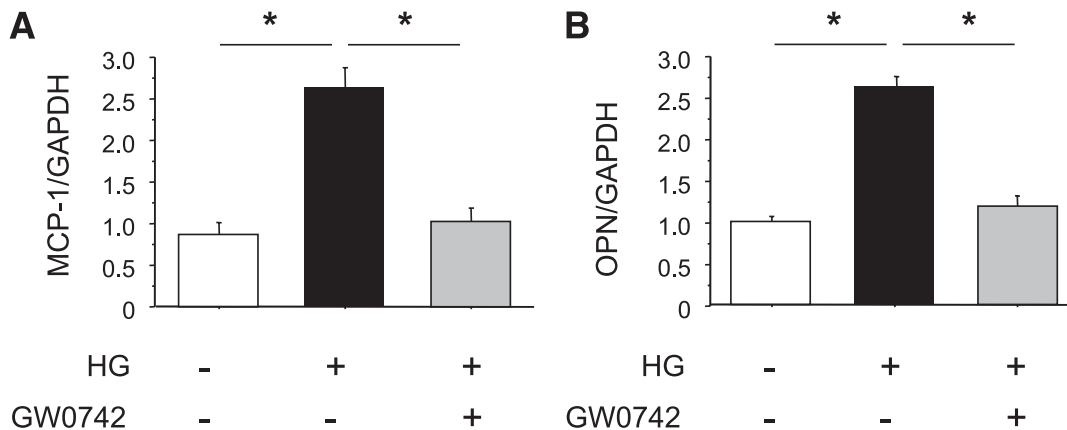 A
* *
MCP-1/GAPDH
3.0
2.5
2.0
1.5
1.0
0.5
0
HG - + +
GW0742 - - +
B
* *
OPN/GAPDH
3.0
2.5
2.0
1.5
1.0
0.5
0
HG - + +
GW0742 - - +